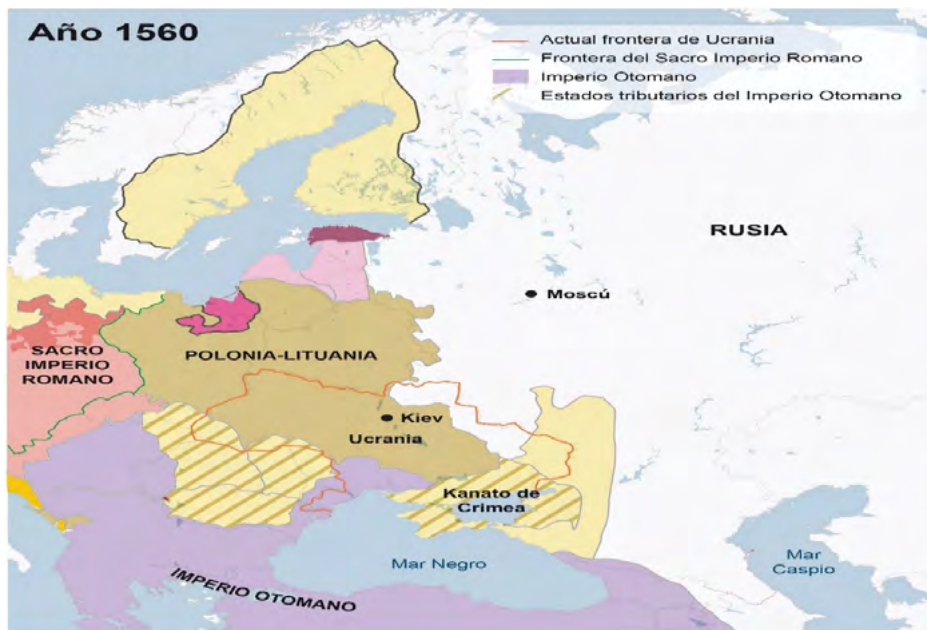 Año 1560
Actual frontera de Ucrania
Frontera del Sacro Imperio Romano
Imperio Otomano
Estados tributarios del Imperio Otomano
RUSIA
Moscú
SACRO
IMPERIO
ROMANO
POLONIA-LITUANIA
Kiev
Ucrania
Kanato de
Crimea
Mar Negro
Mar
Caspio
IMPERIO OTOMANO